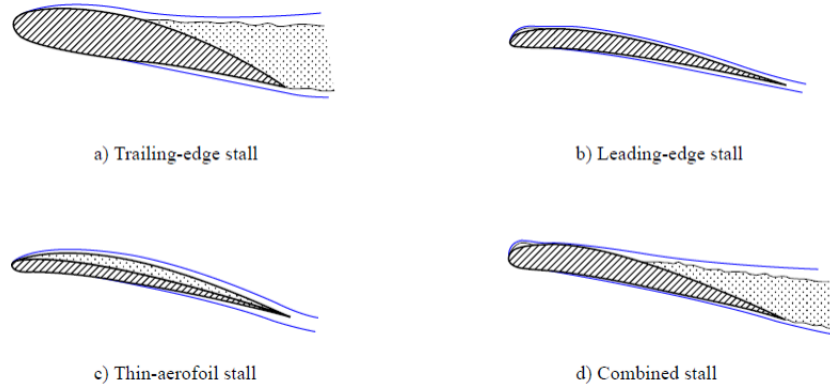 a) Trailing-edge stall
b) Leading-edge stall
c) Thin-aerofoil stall
d) Combined stall